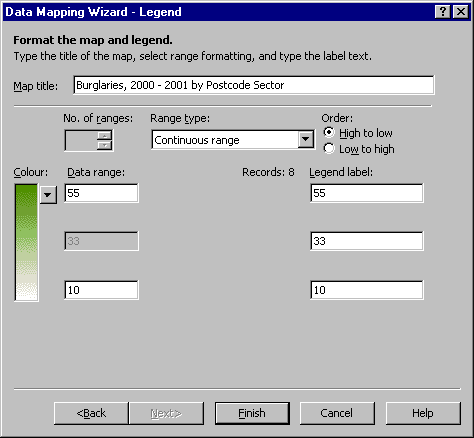 Data Mapping Wizard - Legend
Format the map and legend.
Type the title of the map, select range formatting, and type the label text.
Map title: Burglaries, 2000 - 2001 by Postcode Sector
No. of ranges: Range type: Order:
Continuous range High to low
Low to high
Colour: Data range: Records: 8 Legend label:
55 55
33 33
10 10
<Back Next> Finish Cancel Help